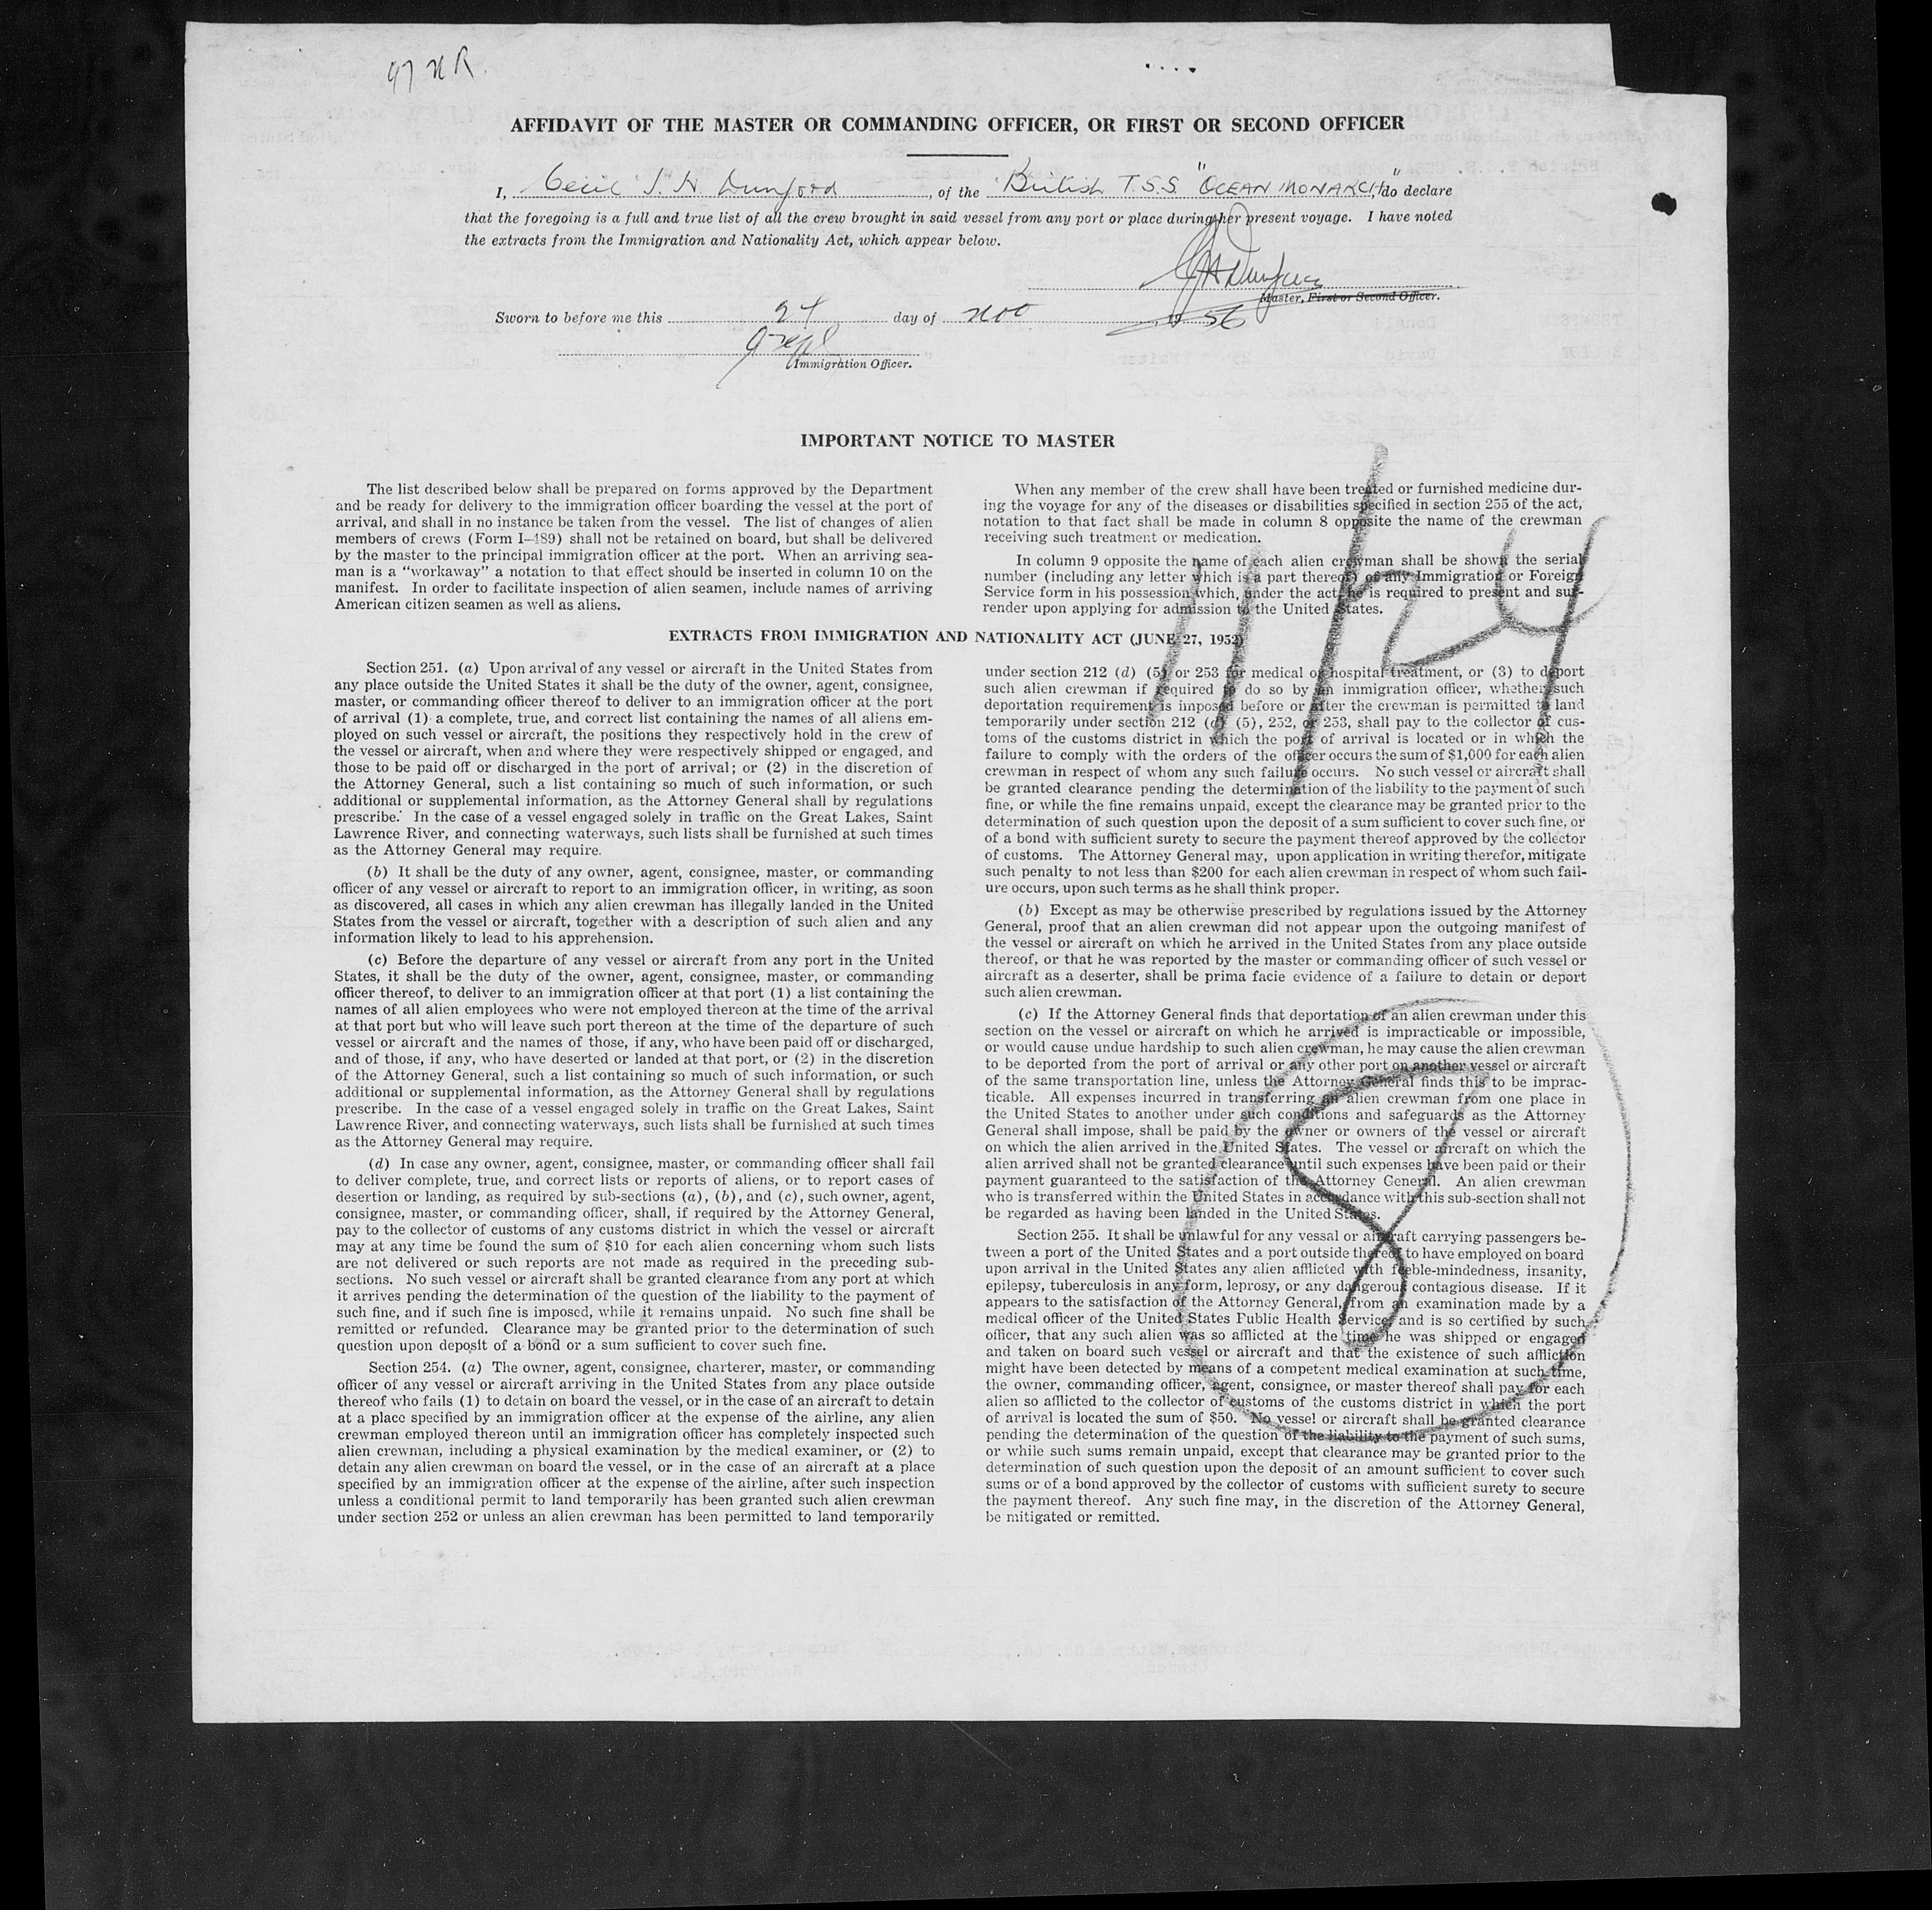 97 NR
AFFIDAVIT OF THE MASTER OR COMMANDING OFFICER, OR FIRST OR SECOND OFFICER
I, Cecil J. H. Dunford, of the British T.S.S. "OCEAN MONARCH", do declare
that the foregoing is a full and true list of all the crew brought in said vessel from any port or place during her present voyage. I have noted
the extracts from the Immigration and Nationality Act, which appear below.
Master, First or Second Officer.
Sworn to before me this 24 day of Nov 1956
Immigration Officer.
IMPORTANT NOTICE TO MASTER
The list described below shall be prepared on forms approved by the Department
and be ready for delivery to the immigration officer boarding the vessel at the port of
arrival, and shall in no instance be taken from the vessel. The list of changes of alien
members of crews (Form I-489) shall not be retained on board, but shall be delivered
by the master to the principal immigration officer at the port. When an arriving sea-
man is a “workaway” a notation to that effect should be inserted in column 10 on the
manifest. In order to facilitate inspection of alien seamen, include names of arriving
American citizen seamen as well as aliens.
When any member of the crew shall have been treated or furnished medicine dur-
ing the voyage for any of the diseases or disabilities specified in section 255 of the act,
notation to that fact shall be made in column 8 opposite the name of the crewman
receiving such treatment or medication.
In column 9 opposite the name of each alien crewman shall be shown the serial
number (including any letter which is a part thereof) of any Immigration or Foreign
Service form in his possession which, under the act, he is required to present and sur-
render upon applying for admission to the United States.
11/24
EXTRACTS FROM IMMIGRATION AND NATIONALITY ACT (JUNE 27, 1952)
Section 251. (a) Upon arrival of any vessel or aircraft in the United States from
any place outside the United States it shall be the duty of the owner, agent, consignee,
master, or commanding officer thereof to deliver to an immigration officer at the port
of arrival (1) a complete, true, and correct list containing the names of all aliens em-
ployed on such vessel or aircraft, the positions they respectively hold in the crew of
the vessel or aircraft, when and where they were respectively shipped or engaged, and
those to be paid off or discharged in the port of arrival; or (2) in the discretion of
the Attorney General, such a list containing so much of such information, or such
additional or supplemental information, as the Attorney General shall by regulations
prescribe. In the case of a vessel engaged solely in traffic on the Great Lakes, Saint
Lawrence River, and connecting waterways, such lists shall be furnished at such times
as the Attorney General may require.
(b) It shall be the duty of any owner, agent, consignee, master, or commanding
officer of any vessel or aircraft to report to an immigration officer, in writing, as soon
as discovered, all cases in which any alien crewman has illegally landed in the United
States from the vessel or aircraft, together with a description of such alien and any
information likely to lead to his apprehension.
(c) Before the departure of any vessel or aircraft from any port in the United
States, it shall be the duty of the owner, agent, consignee, master, or commanding
officer thereof, to deliver to an immigration officer at that port (1) a list containing the
names of all alien employees who were not employed thereon at the time of the arrival
at that port but who will leave such port thereon at the time of the departure of such
vessel or aircraft and the names of those, if any, who have been paid off or discharged,
and of those, if any, who have deserted or landed at that port, or (2) in the discretion
of the Attorney General, such a list containing so much of such information, or such
additional or supplemental information, as the Attorney General shall by regulations
prescribe. In the case of a vessel engaged solely in traffic on the Great Lakes, Saint
Lawrence River, and connecting waterways, such lists shall be furnished at such times
as the Attorney General may require.
(d) In case any owner, agent, consignee, master, or commanding officer shall fail
to deliver complete, true, and correct lists or reports of aliens, or to report cases of
desertion or landing, as required by sub-sections (a), (b), and (c), such owner, agent,
consignee, master, or commanding officer, shall, if required by the Attorney General,
pay to the collector of customs of any customs district in which the vessel or aircraft
may at any time be found the sum of $10 for each alien concerning whom such lists
are not delivered or such reports are not made as required in the preceding sub-
sections. No such vessel or aircraft shall be granted clearance from any port at which
it arrives pending the determination of the question of the liability to the payment of
such fine, and if such fine is imposed, while it remains unpaid. No such fine shall be
remitted or refunded. Clearance may be granted prior to the determination of such
question upon deposit of a bond or a sum sufficient to cover such fine.
Section 254. (a) The owner, agent, consignee, charterer, master, or commanding
officer of any vessel or aircraft arriving in the United States from any place outside
thereof who fails (1) to detain on board the vessel, or in the case of an aircraft to detain
at a place specified by an immigration officer at the expense of the airline, any alien
crewman employed thereon until an immigration officer has completely inspected such
alien crewman, including a physical examination by the medical examiner, or (2) to
detain any alien crewman on board the vessel, or in the case of an aircraft at a place
specified by an immigration officer at the expense of the airline, after such inspection
unless a conditional permit to land temporarily has been granted such alien crewman
under section 252 or unless an alien crewman has been permitted to land temporarily
under section 212 (d) (5) or 253 for medical or hospital treatment, or (3) to deport
such alien crewman if required to do so by an immigration officer, whether such
deportation requirement is imposed before or after the crewman is permitted to land
temporarily under section 212 (d) (5), 252, or 253, shall pay to the collector of cus-
toms of the customs district in which the port of arrival is located or in which the
failure to comply with the orders of the officer occurs the sum of $1,000 for each alien
crewman in respect of whom any such failure occurs. No such vessel or aircraft shall
be granted clearance pending the determination of the liability to the payment of such
fine, or while the fine remains unpaid, except the clearance may be granted prior to the
determination of such question upon the deposit of a sum sufficient to cover such fine, or
of a bond with sufficient surety to secure the payment thereof approved by the collector
of customs. The Attorney General may, upon application in writing therefor, mitigate
such penalty to not less than $200 for each alien crewman in respect of whom such fail-
ure occurs, upon such terms as he shall think proper.
(b) Except as may be otherwise prescribed by regulations issued by the Attorney
General, proof that an alien crewman did not appear upon the outgoing manifest of
the vessel or aircraft on which he arrived in the United States from any place outside
thereof, or that he was reported by the master or commanding officer of such vessel or
aircraft as a deserter, shall be prima facie evidence of a failure to detain or deport
such alien crewman.
(c) If the Attorney General finds that deportation of an alien crewman under this
section on the vessel or aircraft on which he arrived is impracticable or impossible,
or would cause undue hardship to such alien crewman, he may cause the alien crewman
to be deported from the port of arrival or any other port on another vessel or aircraft
of the same transportation line, unless the Attorney General finds this to be imprac-
ticable. All expenses incurred in transferring an alien crewman from one place in
the United States to another under such conditions and safeguards as the Attorney
General shall impose, shall be paid by the owner or owners of the vessel or aircraft
on which the alien arrived in the United States. The vessel or aircraft on which the
alien arrived shall not be granted clearance until such expenses have been paid or their
payment guaranteed to the satisfaction of the Attorney General. An alien crewman
who is transferred within the United States in accordance with this sub-section shall not
be regarded as having been landed in the United States.
8
Section 255. It shall be unlawful for any vessal or aircraft carrying passengers be-
tween a port of the United States and a port outside thereof to have employed on board
upon arrival in the United States any alien afflicted with feeble-mindedness, insanity,
epilepsy, tuberculosis in any form, leprosy, or any dangerous contagious disease. If it
appears to the satisfaction of the Attorney General, from an examination made by a
medical officer of the United States Public Health Service, and is so certified by such
officer, that any such alien was so afflicted at the time he was shipped or engaged
and taken on board such vessel or aircraft and that the existence of such affliction
might have been detected by means of a competent medical examination at such time,
the owner, commanding officer, agent, consignee, or master thereof shall pay for each
alien so afflicted to the collector of customs of the customs district in which the port
of arrival is located the sum of $50. No vessel or aircraft shall be granted clearance
pending the determination of the question of the liability to the payment of such sums,
or while such sums remain unpaid, except that clearance may be granted prior to the
determination of such question upon the deposit of an amount sufficient to cover such
sums or of a bond approved by the collector of customs with sufficient surety to secure
the payment thereof. Any such fine may, in the discretion of the Attorney General,
be mitigated or remitted.